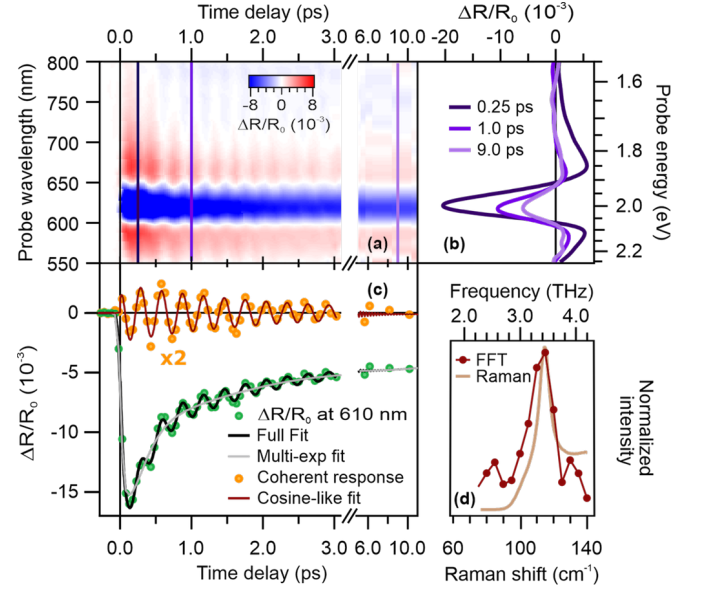 Time delay (ps)
0.0 1.0 2.0 3.0 6.0 10.0
ΔR/R₀ (10⁻³)
-20 -10 0
Probe wavelength (nm)
800
750
700
650
600
550
-8 0 8
ΔR/R₀ (10⁻³)
(a)
0.25 ps
1.0 ps
9.0 ps
(b)
1.6
1.8
2.0
2.2
Probe energy (eV)
ΔR/R₀ (10⁻³)
0
-5
-10
-15
(c)
x2
ΔR/R₀ at 610 nm
Full Fit
Multi-exp fit
Coherent response
Cosine-like fit
0.0 1.0 2.0 3.0 6.0 10.0
Time delay (ps)
Frequency (THz)
2.0 3.0 4.0
FFT
Raman
(d)
Normalized
intensity
60 100 140
Raman shift (cm⁻¹)